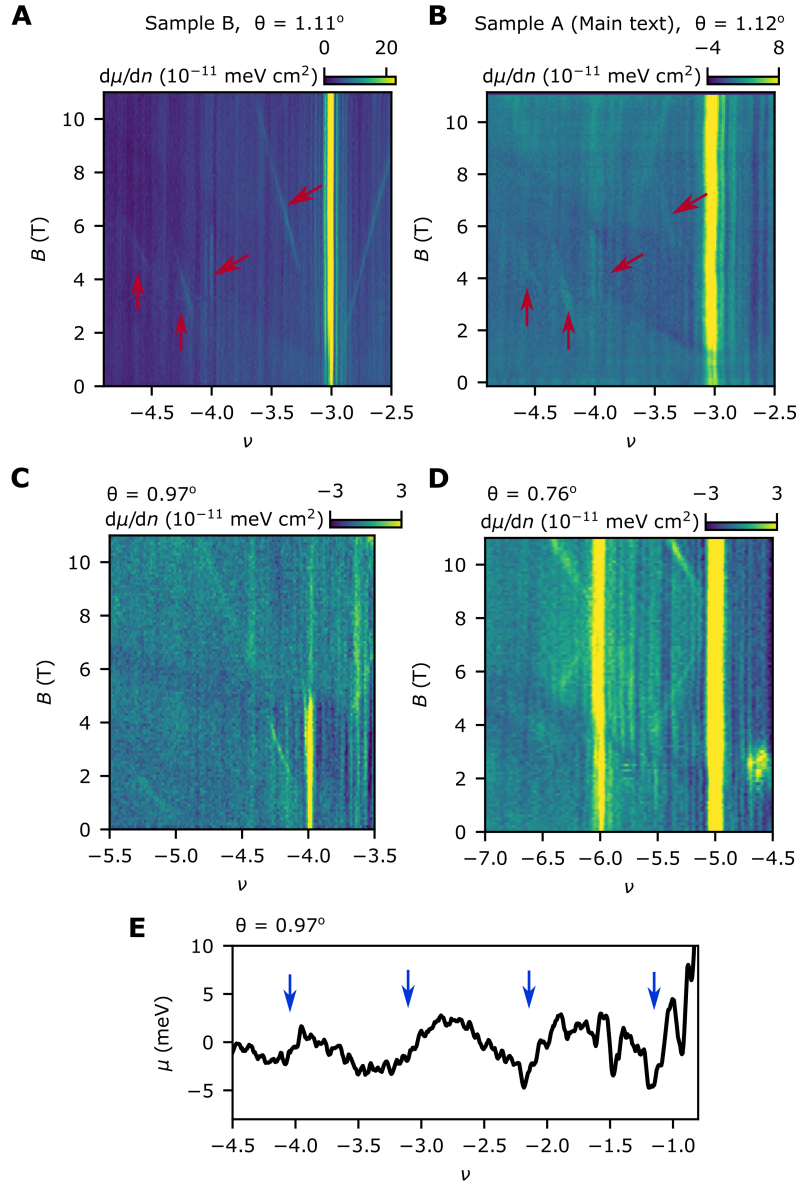 A
Sample B, θ = 1.11°
0 20
dμ/dn (10⁻¹¹ meV cm²)
10
8
6
4
2
0
B (T)
−4.5 −4.0 −3.5 −3.0 −2.5
ν
B
Sample A (Main text), θ = 1.12°
−4 8
dμ/dn (10⁻¹¹ meV cm²)
10
8
6
4
2
0
B (T)
−4.5 −4.0 −3.5 −3.0 −2.5
ν
C
θ = 0.97°
−3 3
dμ/dn (10⁻¹¹ meV cm²)
10
8
6
4
2
0
B (T)
−5.5 −5.0 −4.5 −4.0 −3.5
ν
D
θ = 0.76°
−3 3
dμ/dn (10⁻¹¹ meV cm²)
10
8
6
4
2
0
B (T)
−7.0 −6.5 −6.0 −5.5 −5.0 −4.5
ν
E
θ = 0.97°
10
5
0
−5
μ (meV)
−4.5 −4.0 −3.5 −3.0 −2.5 −2.0 −1.5 −1.0
ν